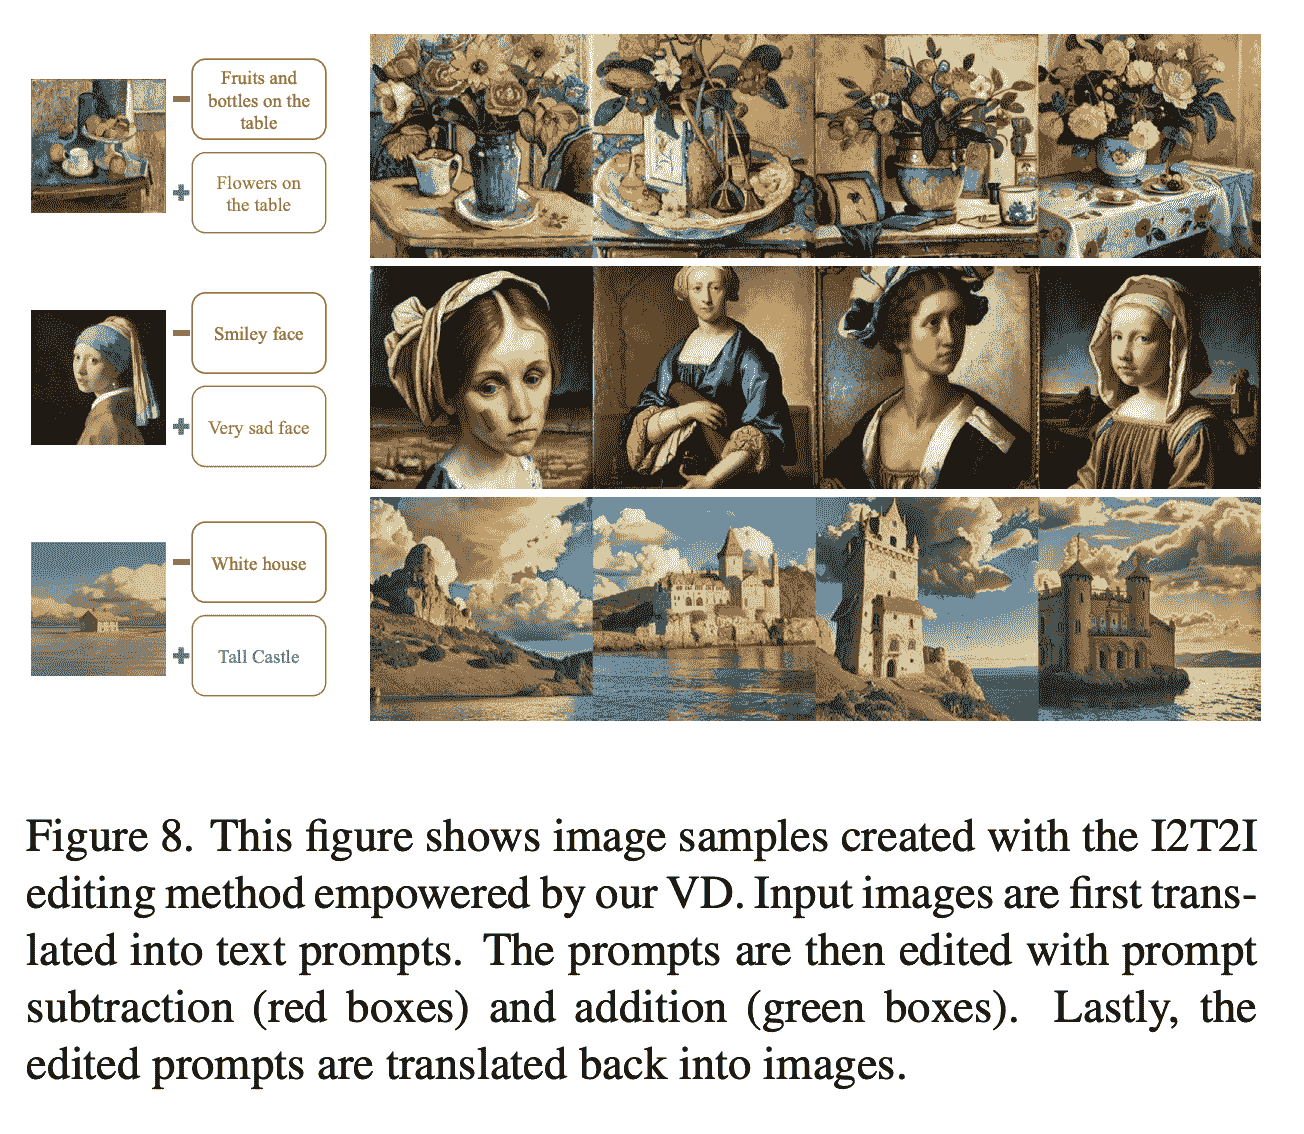 Fruits and
bottles on the
table
Flowers on
the table
Smiley face
Very sad face
White house
Tall Castle
Figure 8. This figure shows image samples created with the I2T2I
editing method empowered by our VD. Input images are first trans-
lated into text prompts. The prompts are then edited with prompt
subtraction (red boxes) and addition (green boxes). Lastly, the
edited prompts are translated back into images.